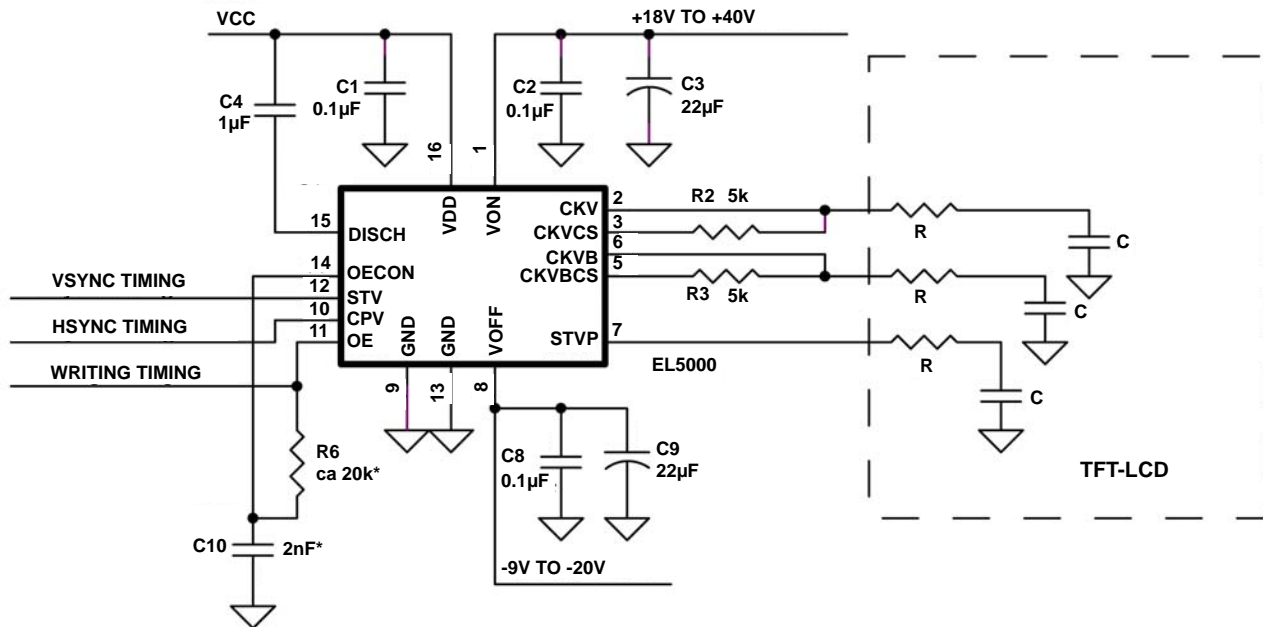 VCC
+18V TO +40V
C4
1µF
C1
0.1µF
C2
0.1µF
C3
22µF
16
1
15
DISCH
VDD
VON
CKV
2
R2 5k
CKVCS
3
R
C
14
OECON
CKVB
6
CKVBCS
5
R3 5k
R
C
VSYNC TIMING
12
STV
HSYNC TIMING
10
CPV
WRITING TIMING
11
OE
GND
GND
VOFF
STVP
7
EL5000
R
C
9
13
8
R6
ca 20k*
C8
0.1µF
C9
22µF
TFT-LCD
C10
2nF*
-9V TO -20V